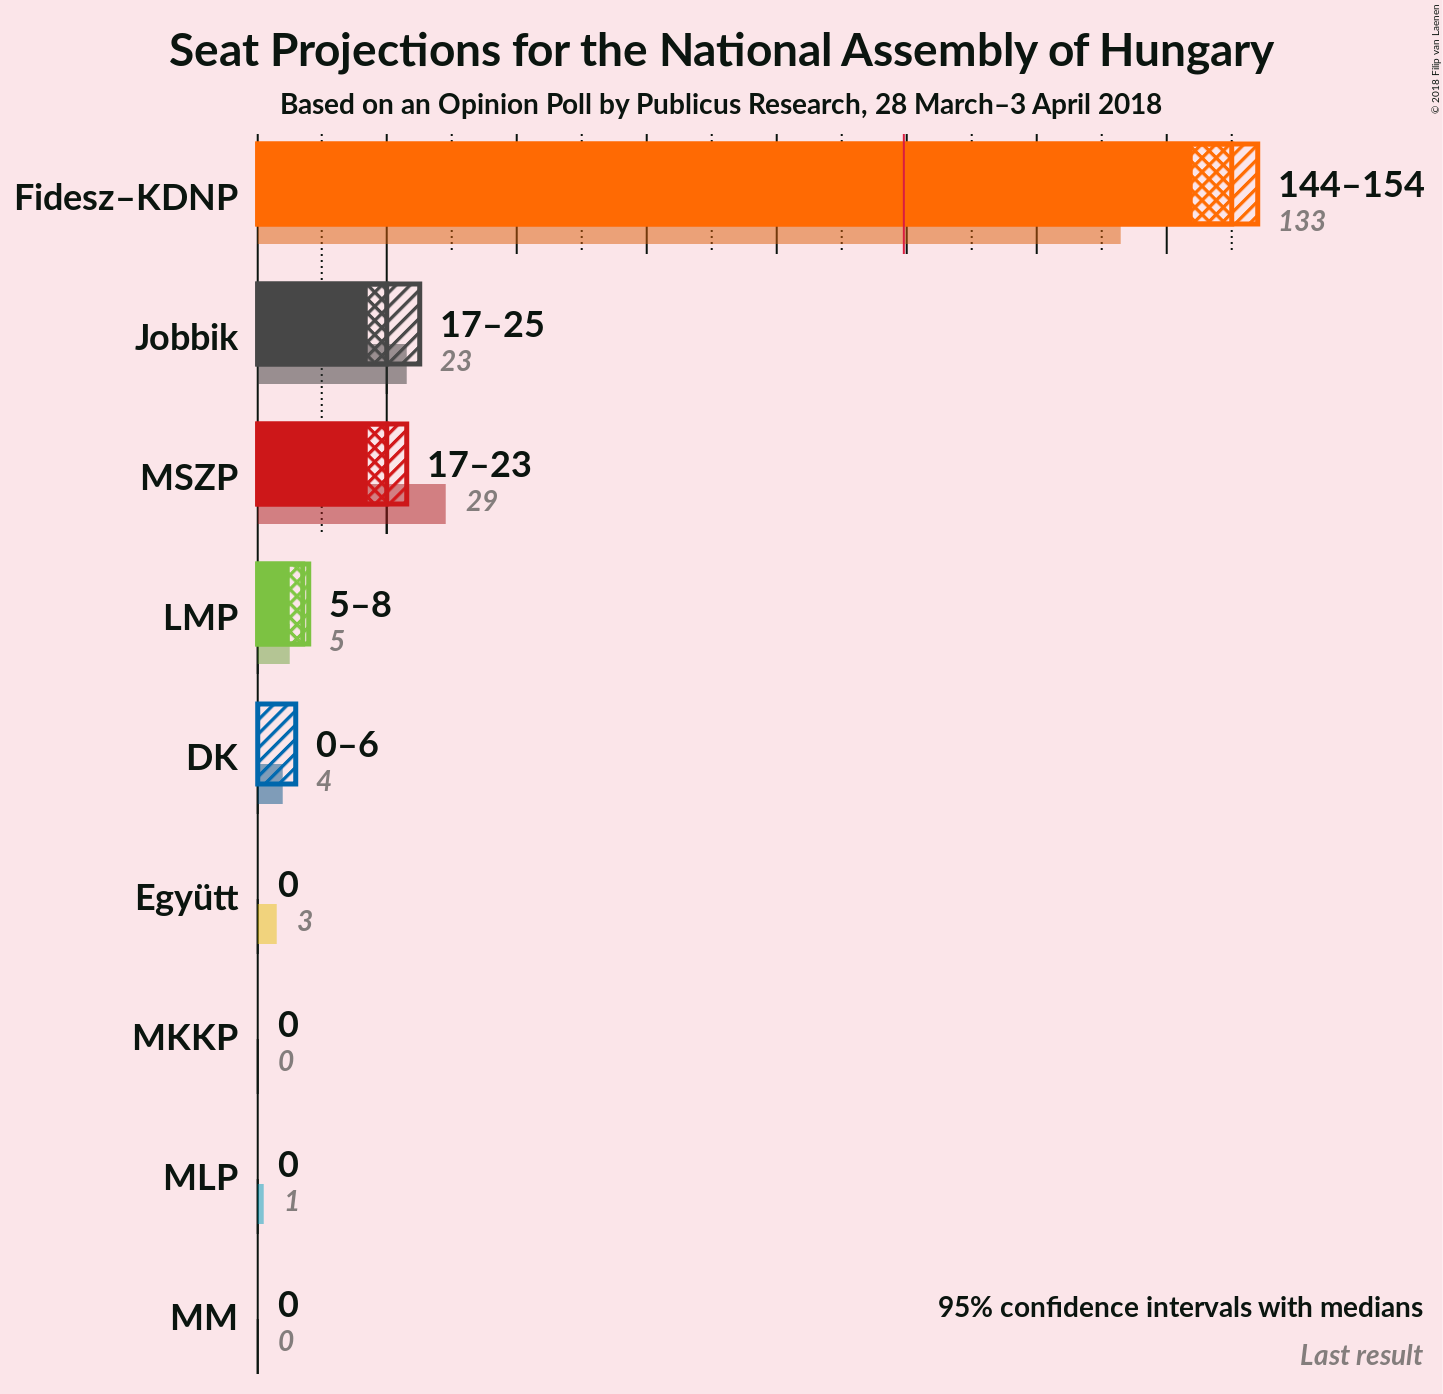 Seat Projections for the National Assembly of Hungary
Based on an Opinion Poll by Publicus Research, 28 March–3 April 2018
© 2018 Filip van Laenen
Fidesz–KDNP
144–154
133
Jobbik
17–25
23
MSZP
17–23
29
LMP
5–8
5
DK
0–6
4
Együtt
0
3
MKKP
0
0
MLP
0
1
MM
0
0
95% confidence intervals with medians
Last result